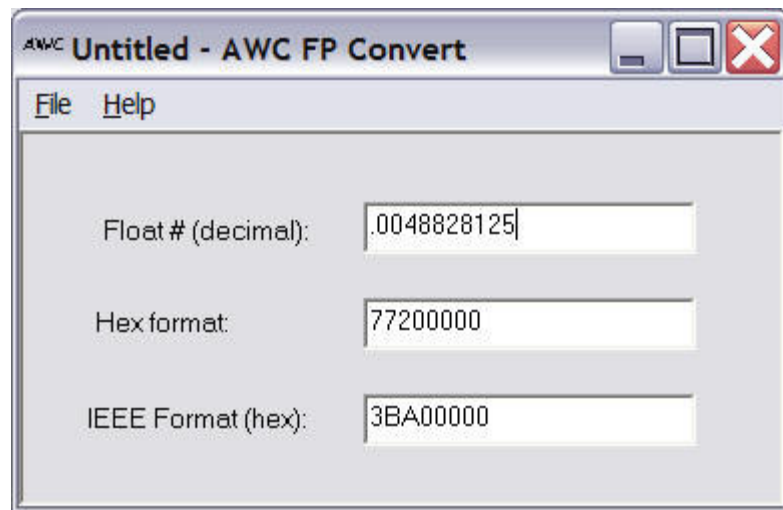 AWC Untitled - AWC FP Convert
File Help
Float # (decimal): .0048828125
Hex format: 77200000
IEEE Format (hex): 3BA00000